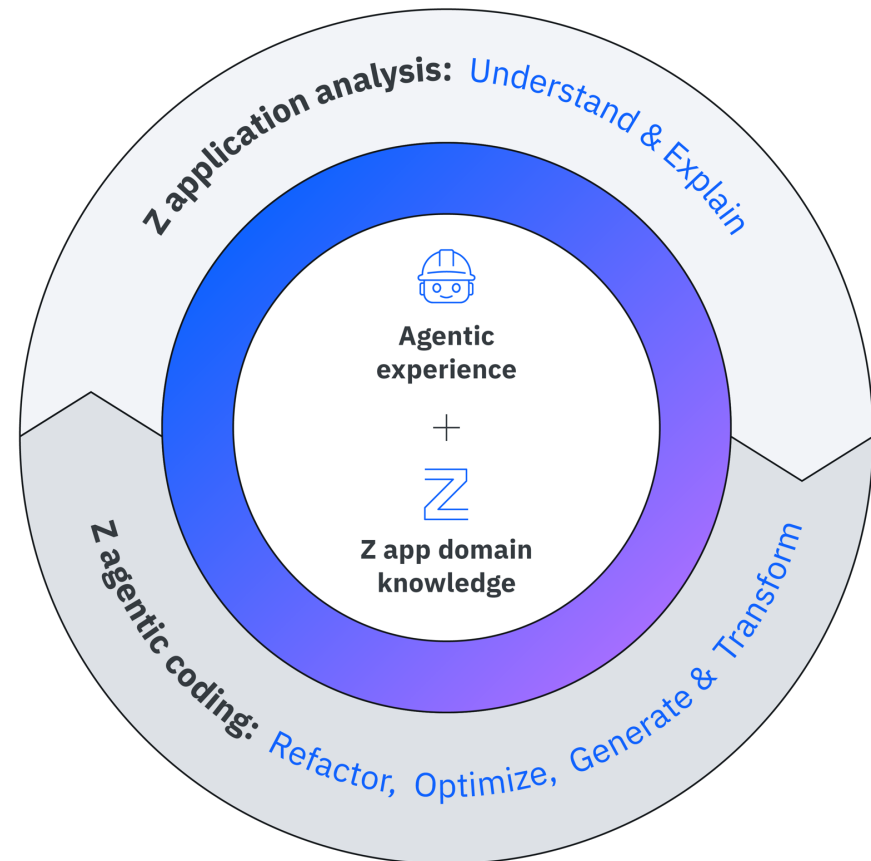 Z application analysis: Understand & Explain
Agentic
experience
Z app domain
knowledge
Z agentic coding: Refactor, Optimize, Generate & Transform